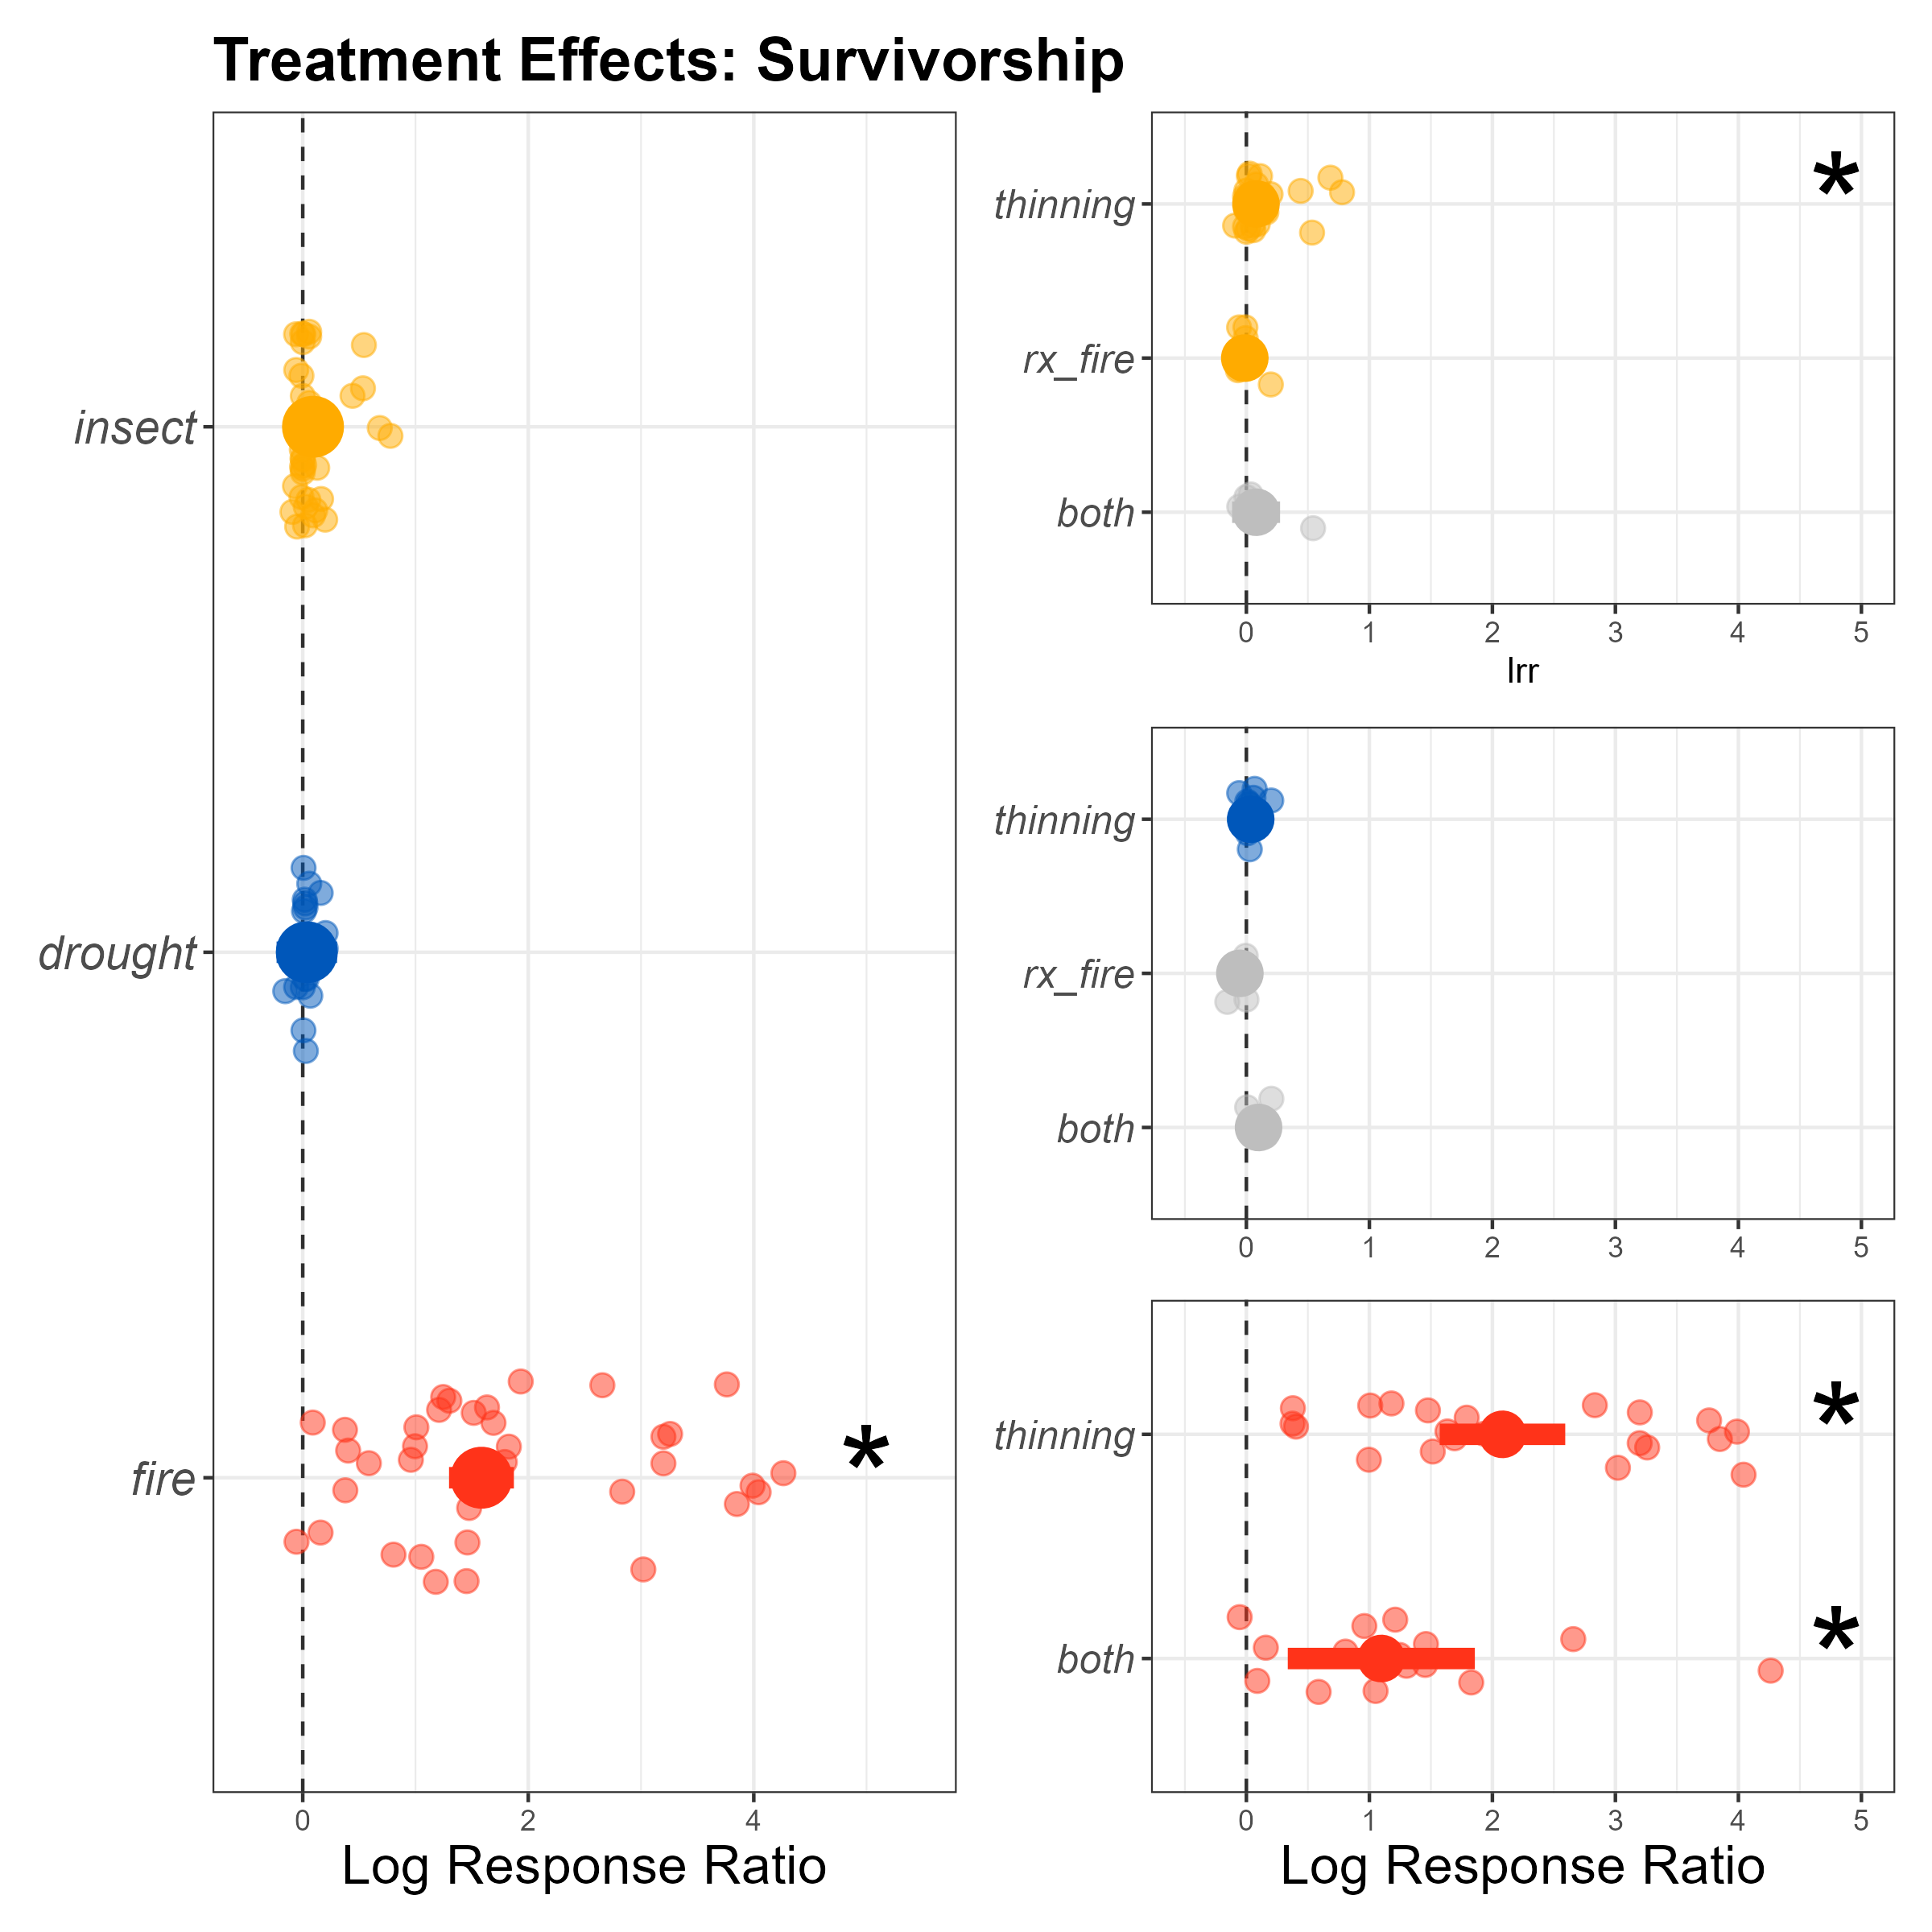 Treatment Effects: Survivorship
insect
drought
fire
*
0 2 4
Log Response Ratio
thinning
*
rx_fire
both
0 1 2 3 4 5
lrr
thinning
rx_fire
both
0 1 2 3 4 5
thinning
*
both
*
0 1 2 3 4 5
Log Response Ratio